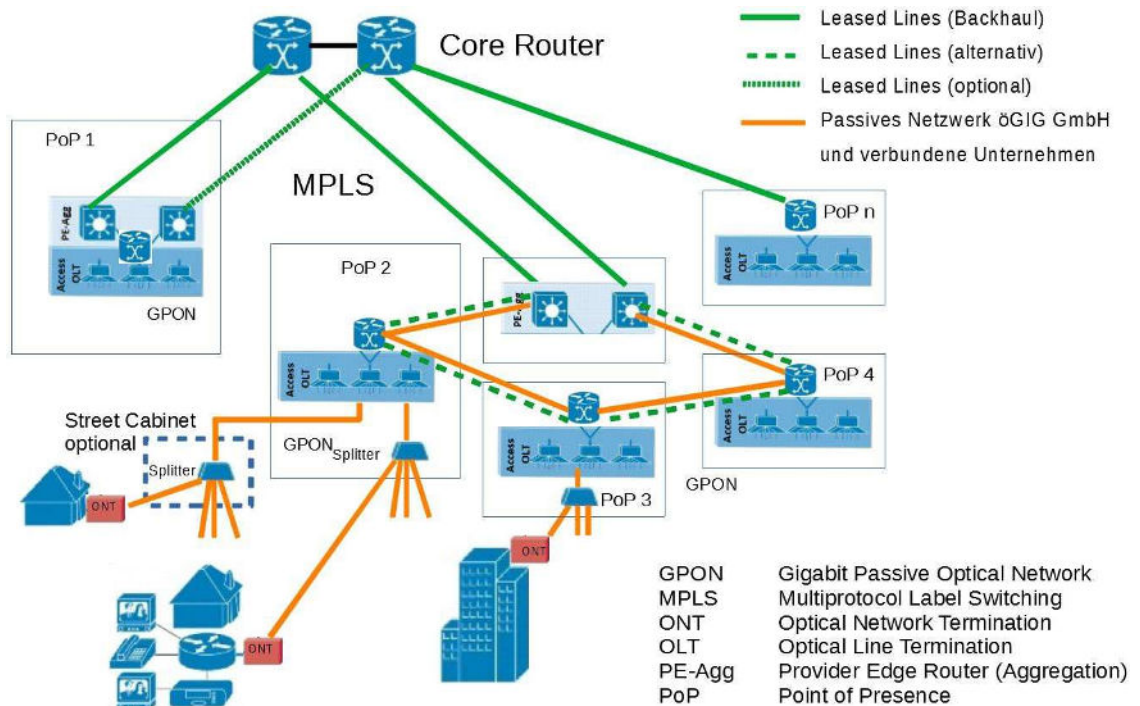 Core Router
Leased Lines (Backhaul)
Leased Lines (alternativ)
Leased Lines (optional)
Passives Netzwerk öGIG GmbH
und verbundene Unternehmen
PoP 1
MPLS
PE-Agg
Access
OLT
GPON
PoP n
Access
OLT
PoP 2
PE-Agg
Access
OLT
GPON
Splitter
PoP 4
Access
OLT
GPON
Access
OLT
PoP 3
Street Cabinet
optional
Splitter
ONT
ONT
ONT
GPON Gigabit Passive Optical Network
MPLS Multiprotocol Label Switching
ONT Optical Network Termination
OLT Optical Line Termination
PE-Agg Provider Edge Router (Aggregation)
PoP Point of Presence